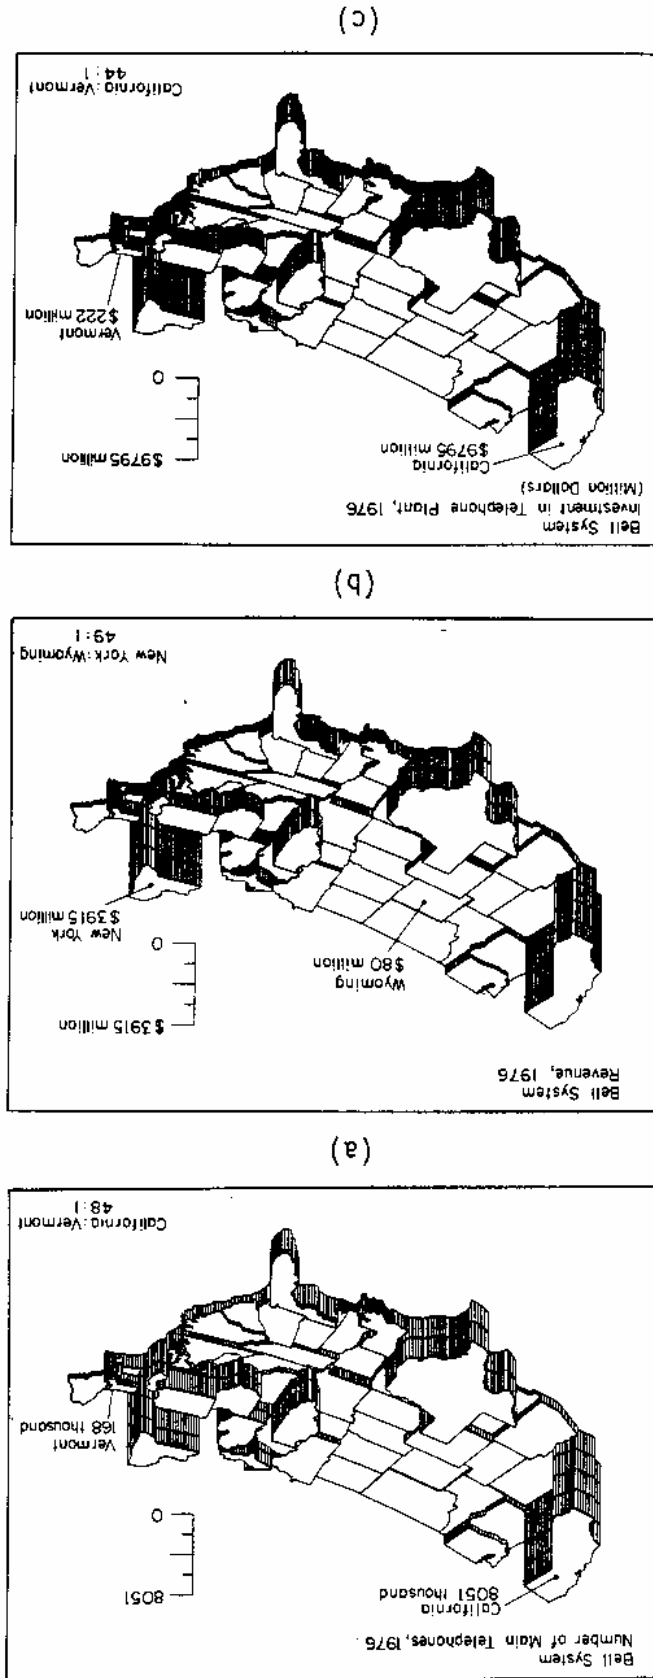 Bell System
Number of Main Telephones, 1976
California
8051 thousand
8051
0
Vermont
168 thousand
California:Vermont
48:1
(a)
Bell System
Revenue, 1976
$3915 million
Wyoming
$80 million
0
New York
$3915 million
New York:Wyoming
49:1
(b)
Bell System
Investment in Telephone Plant, 1976
(Million Dollars)
California
$9795 million
$9795 million
0
Vermont
$222 million
California:Vermont
44:1
(c)